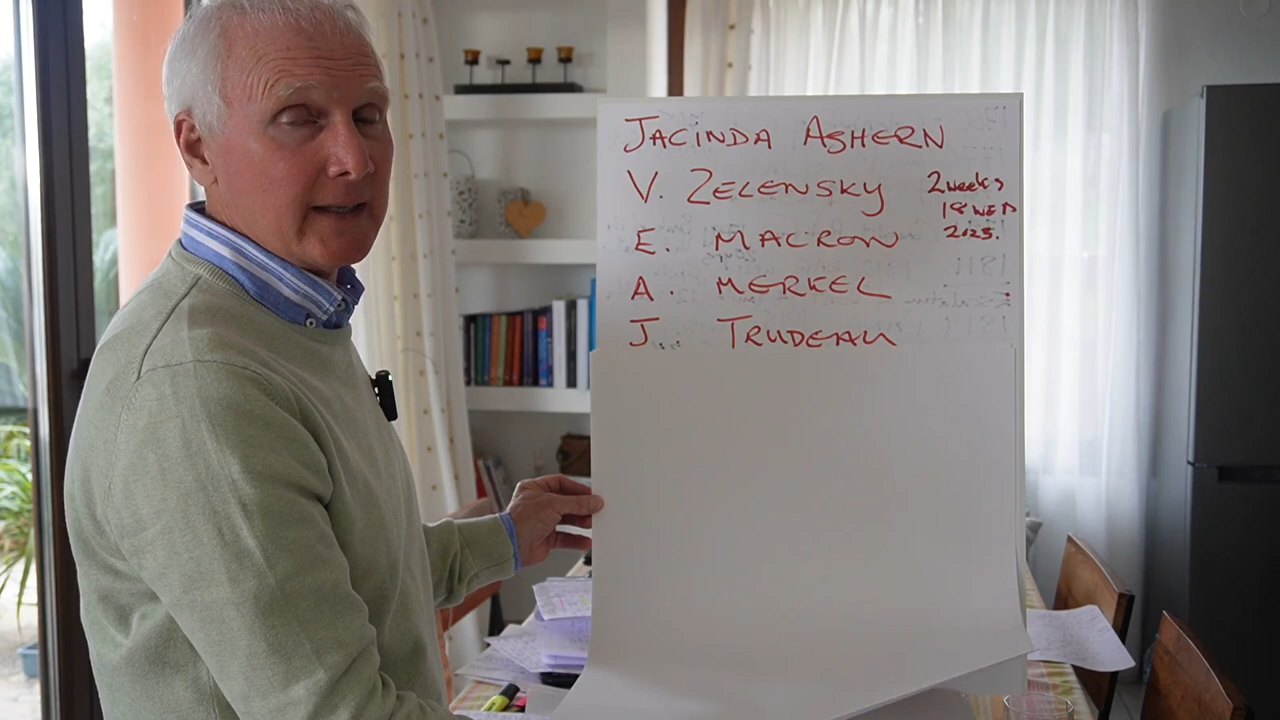 JACINDA ASHERN
V. ZELENSKY
2 weeks
18 WED
2025.
E. MACRON
A. MERKEL
J. TRUDEAU